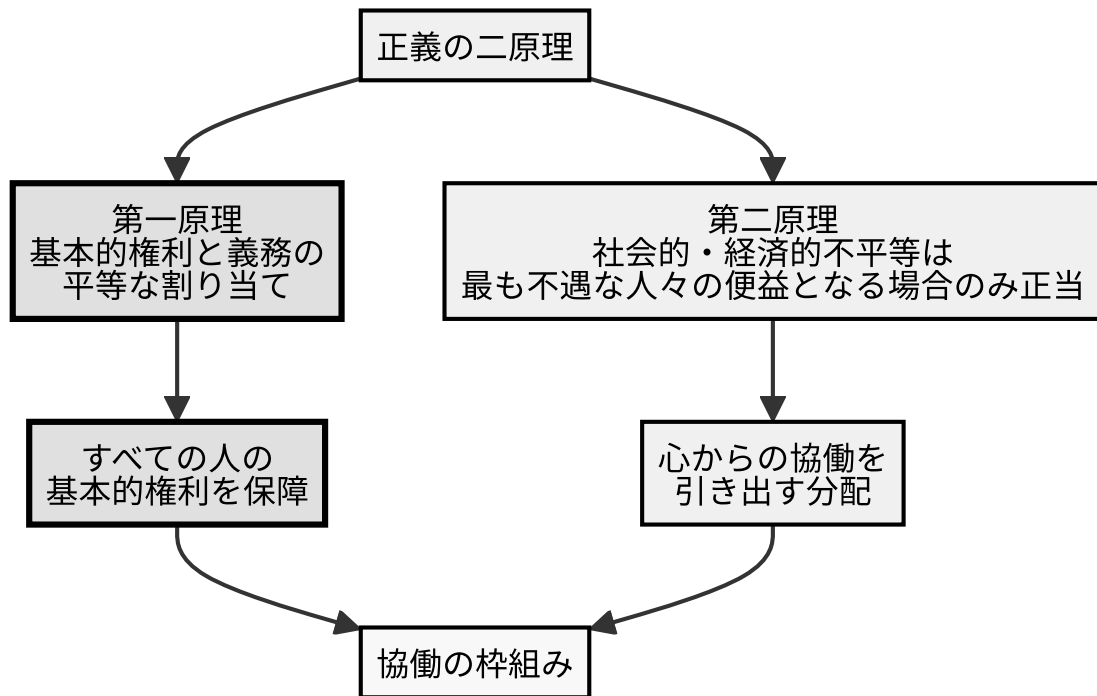 正義の二原理
第一原理
基本的権利と義務の
平等な割り当て
第二原理
社会的・経済的不平等は
最も不遇な人々の便益となる場合のみ正当
すべての人の
基本的権利を保障
心からの協働を
引き出す分配
協働の枠組み